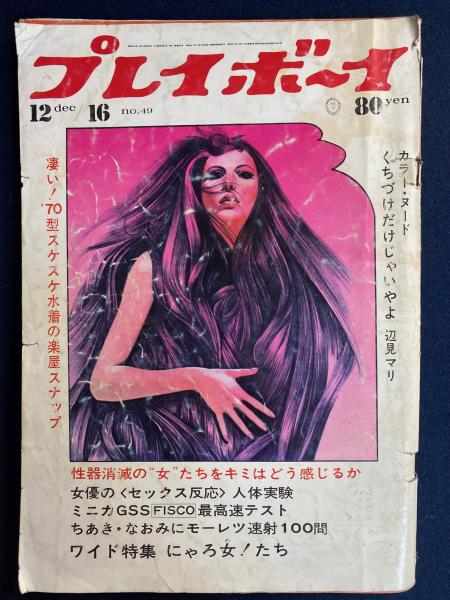 プレイボーイ
12 dec / 16 no.49
80 yen
カラー・ヌード
くちづけだけじゃいやよ 辺見マリ
凄い!'70型スケスケ水着の楽屋スナップ
性器消滅の“女”たちをキミはどう感じるか
女優の〈セックス反応〉人体実験
ミニカGSS FISCO 最高速テスト
ちあき・なおみにモーレツ速射100問
ワイド特集 にゃろ女!たち